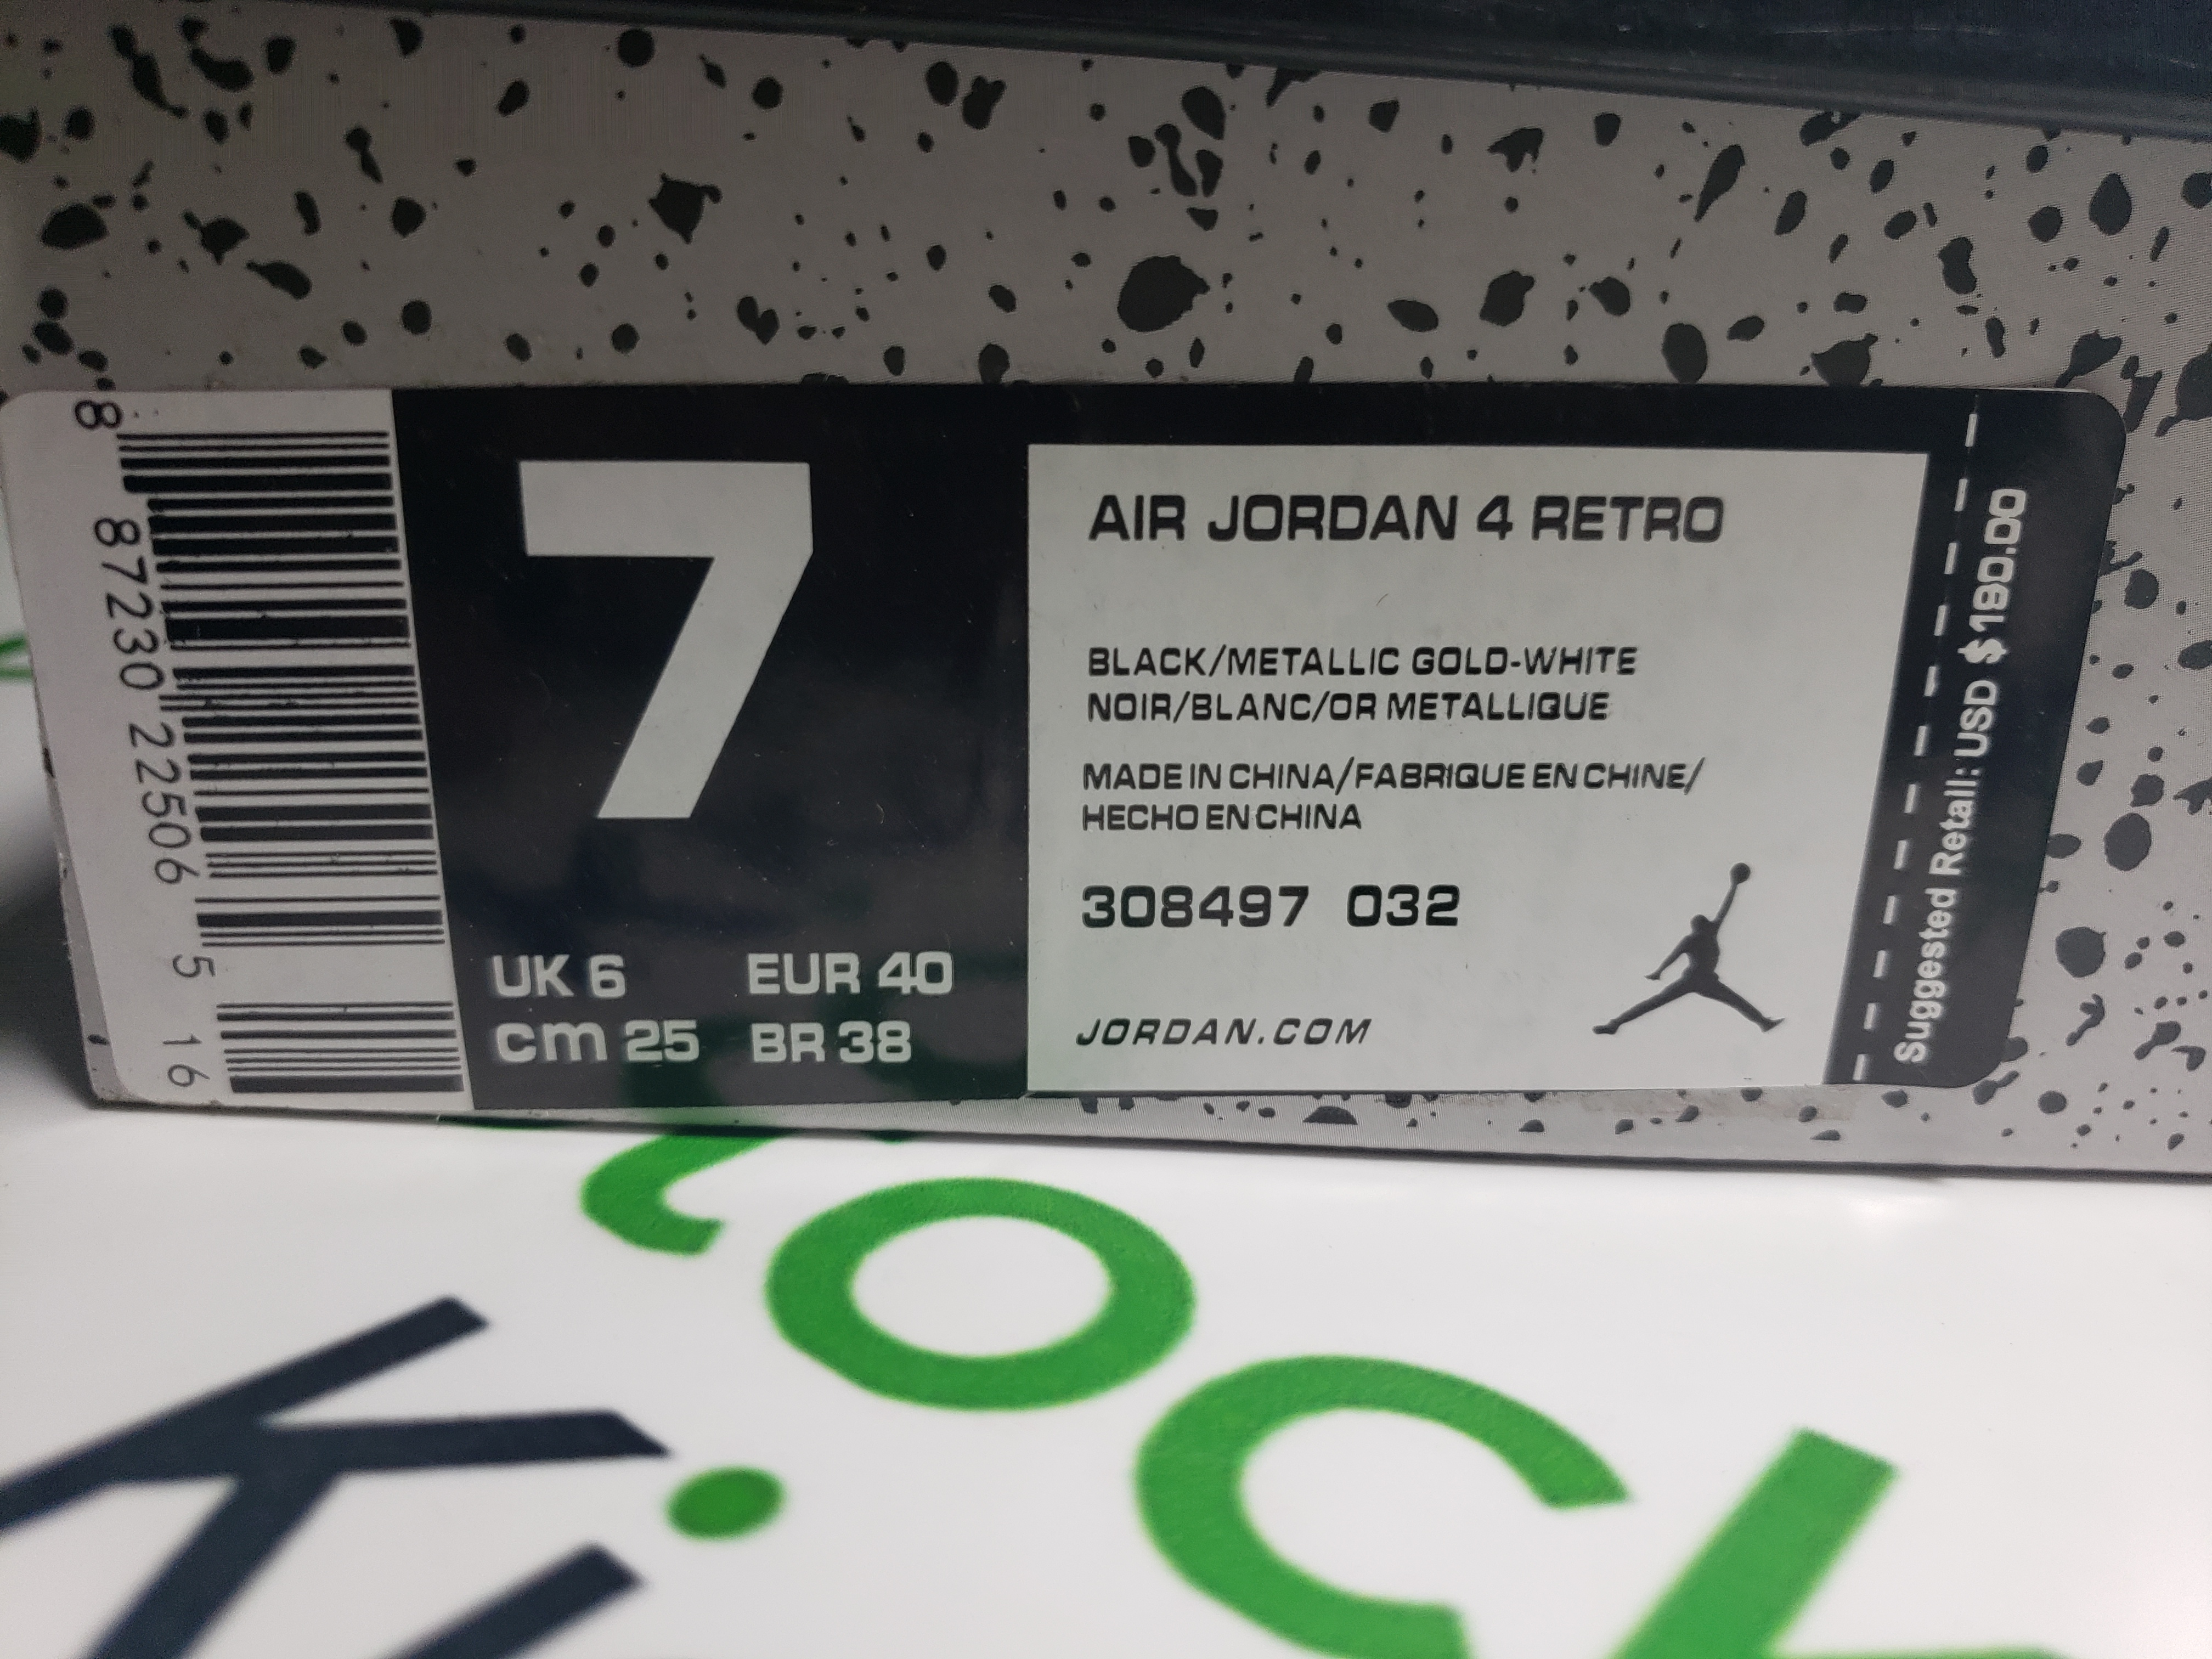 8 87230 22506 5 16
7
UK 6 EUR 40
cm 25 BR 38
AIR JORDAN 4 RETRO
BLACK/METALLIC GOLD-WHITE
NOIR/BLANC/OR METALLIQUE
MADE IN CHINA/FABRIQUE EN CHINE/
HECHO EN CHINA
308497 032
JORDAN.COM
Suggested Retail: USD $180.00